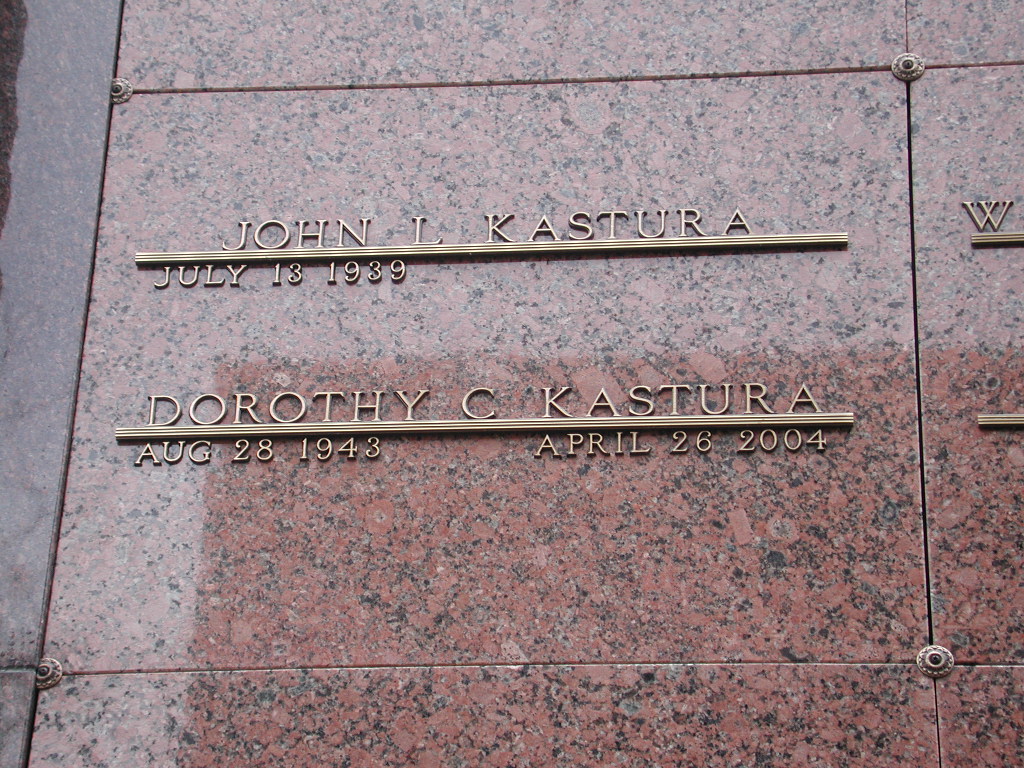 JOHN L KASTURA
JULY 13 1939
DOROTHY C KASTURA
AUG 28 1943 APRIL 26 2004
W